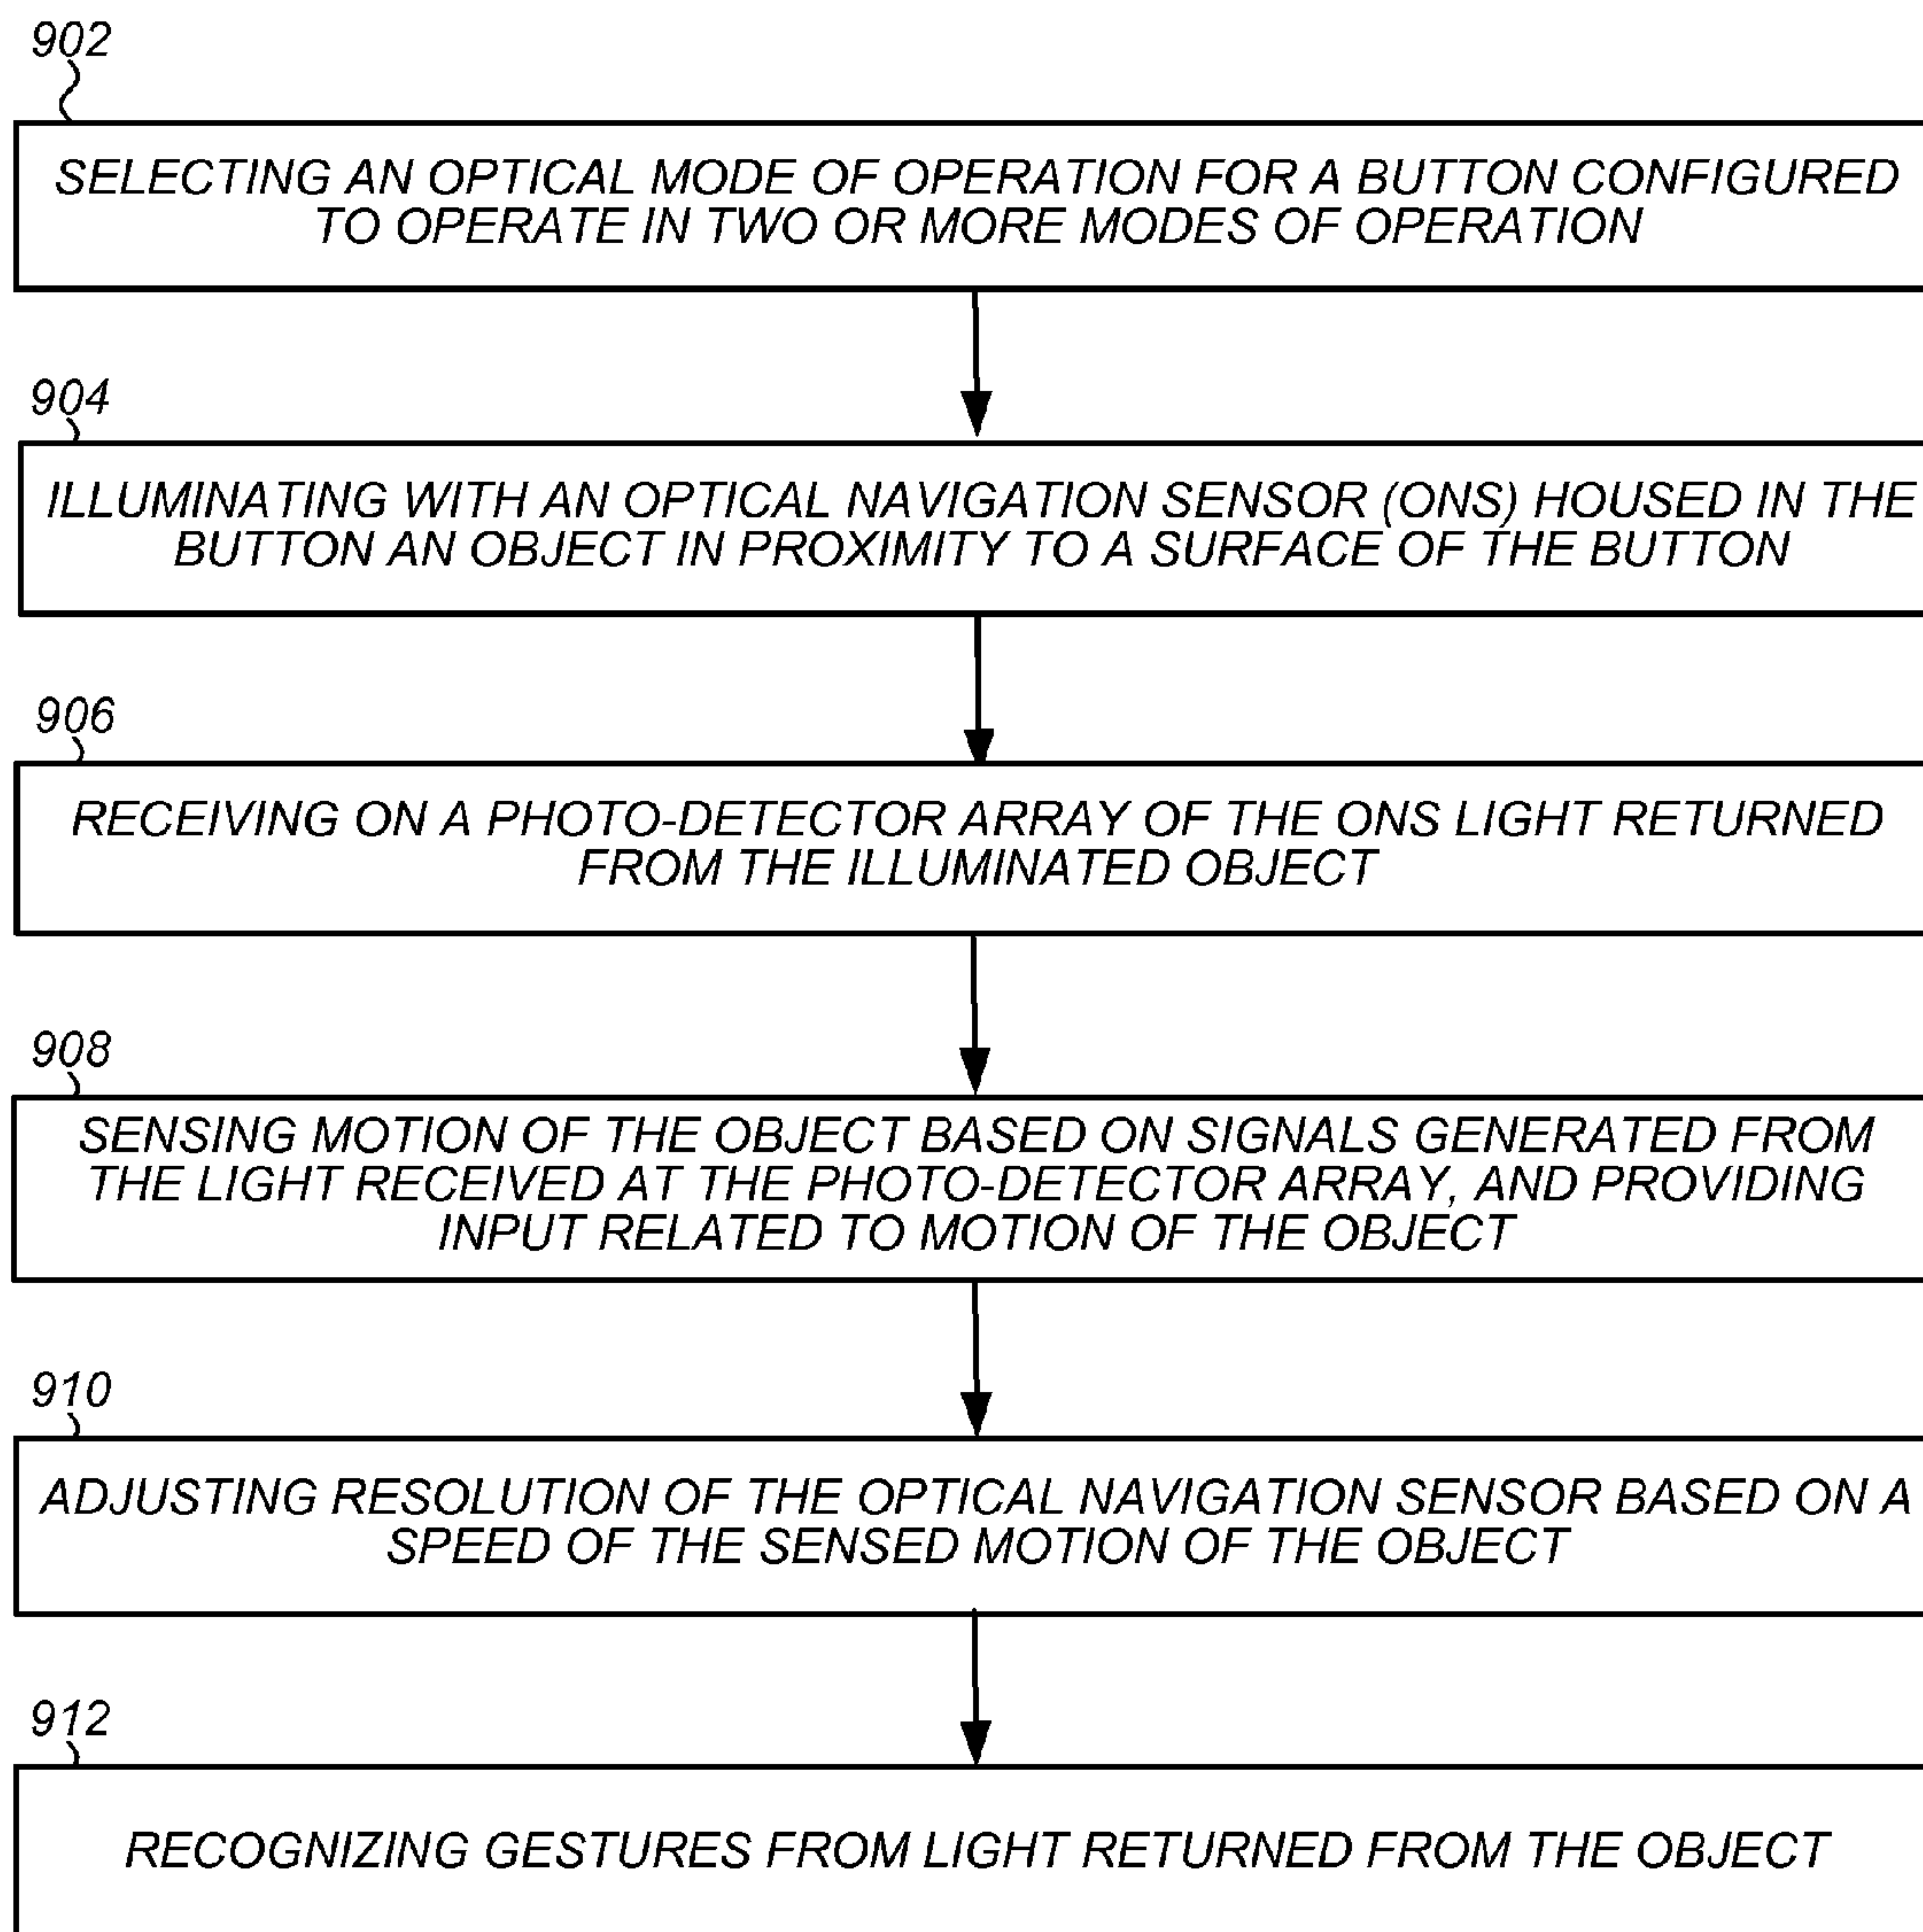 902
SELECTING AN OPTICAL MODE OF OPERATION FOR A BUTTON CONFIGURED
TO OPERATE IN TWO OR MORE MODES OF OPERATION
904
ILLUMINATING WITH AN OPTICAL NAVIGATION SENSOR (ONS) HOUSED IN THE
BUTTON AN OBJECT IN PROXIMITY TO A SURFACE OF THE BUTTON
906
RECEIVING ON A PHOTO-DETECTOR ARRAY OF THE ONS LIGHT RETURNED
FROM THE ILLUMINATED OBJECT
908
SENSING MOTION OF THE OBJECT BASED ON SIGNALS GENERATED FROM
THE LIGHT RECEIVED AT THE PHOTO-DETECTOR ARRAY, AND PROVIDING
INPUT RELATED TO MOTION OF THE OBJECT
910
ADJUSTING RESOLUTION OF THE OPTICAL NAVIGATION SENSOR BASED ON A
SPEED OF THE SENSED MOTION OF THE OBJECT
912
RECOGNIZING GESTURES FROM LIGHT RETURNED FROM THE OBJECT